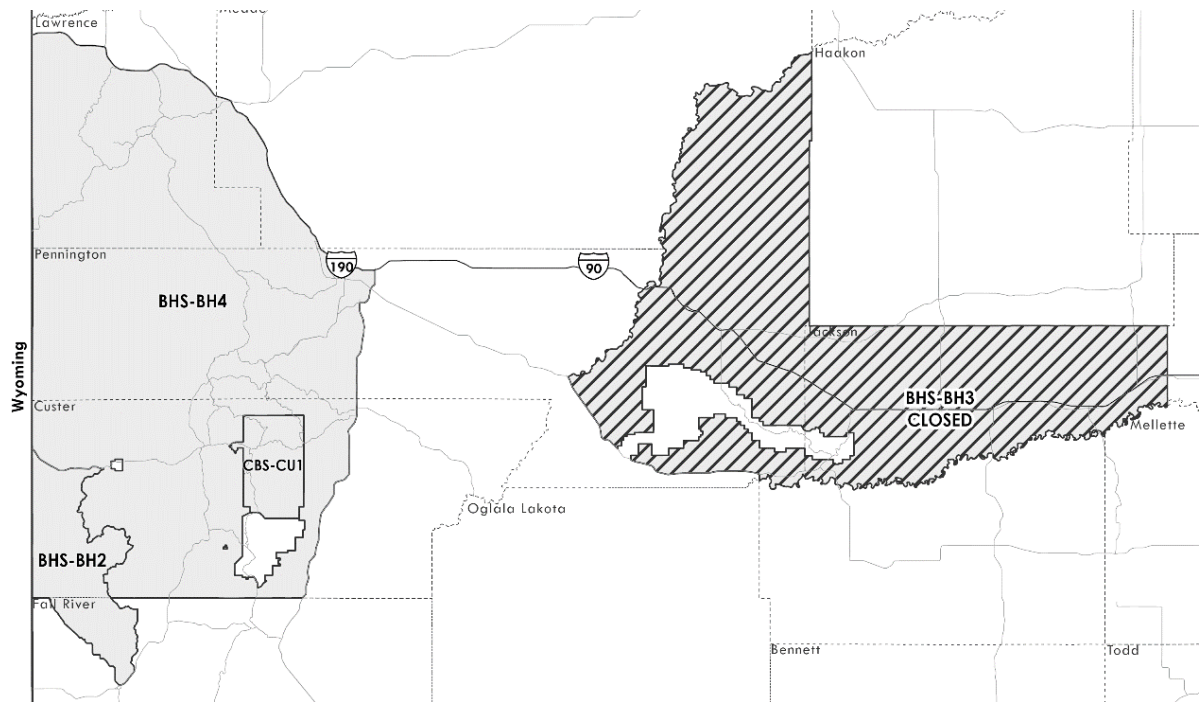 Meade
Lawrence
Haakon
Pennington
190
90
BHS-BH4
Jackson
Wyoming
Custer
BHS-BH3
CLOSED
Mellette
CBS-CU1
Oglala Lakota
BHS-BH2
Fall River
Bennett
Todd